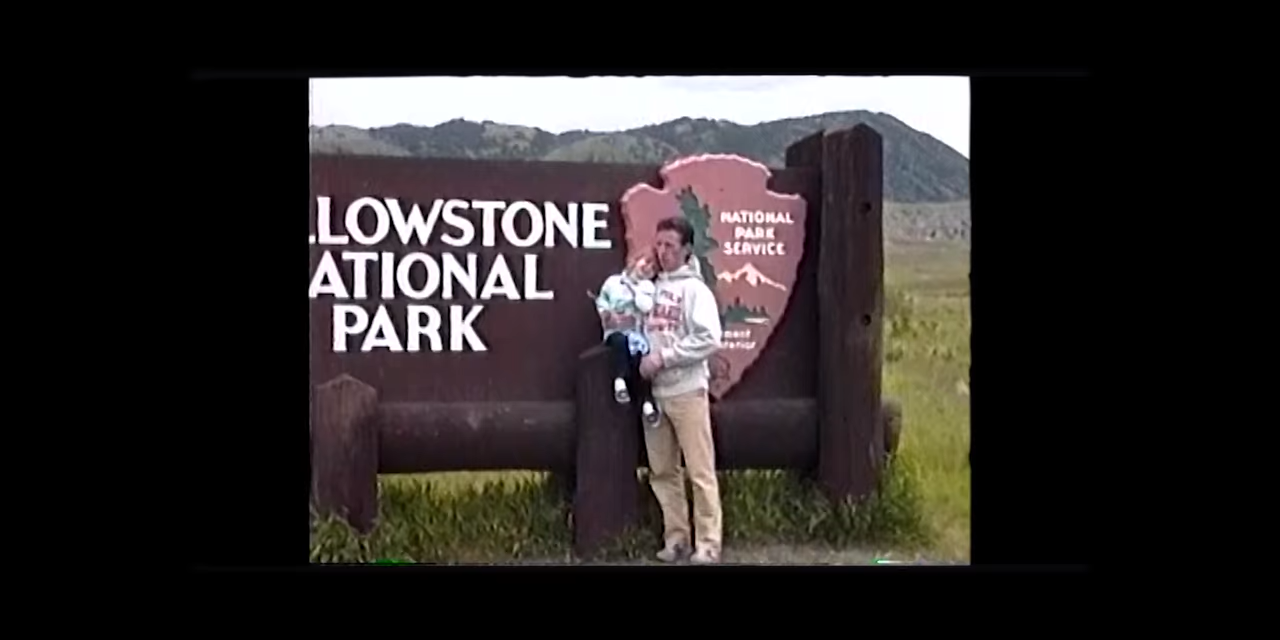 LLOWSTONE
ATIONAL
PARK
NATIONAL
PARK
SERVICE